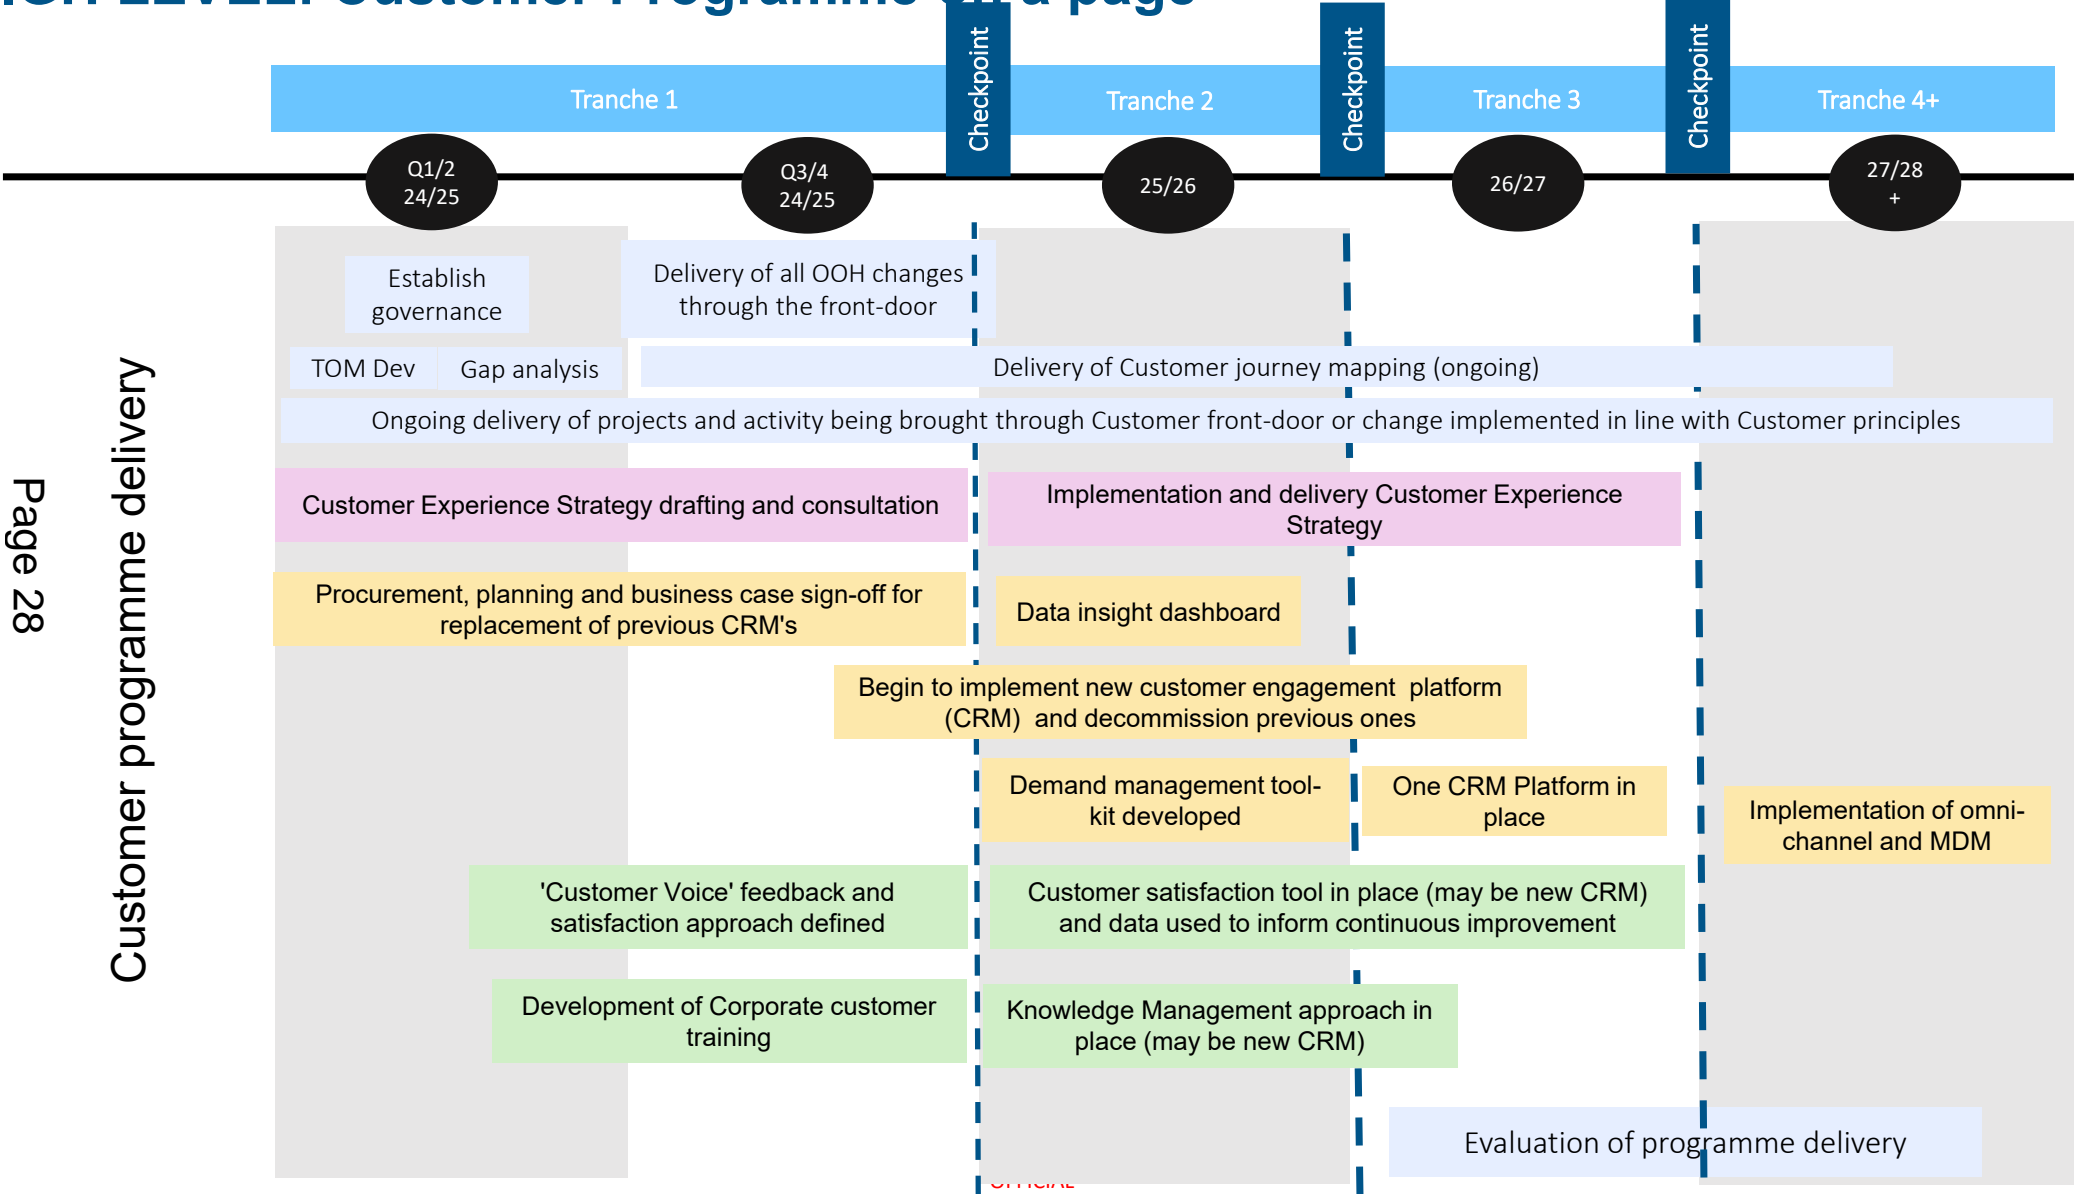 LEVEL: Customer Programme on a page
Tranche 1
Checkpoint
Tranche 2
Checkpoint
Tranche 3
Checkpoint
Tranche 4+
Q1/2
24/25
Q3/4
24/25
25/26
26/27
27/28
+
Page 28
Customer programme delivery
Establish
governance
Delivery of all OOH changes
through the front-door
TOM Dev
Gap analysis
Delivery of Customer journey mapping (ongoing)
Ongoing delivery of projects and activity being brought through Customer front-door or change implemented in line with Customer principles
Customer Experience Strategy drafting and consultation
Implementation and delivery Customer Experience
Strategy
Procurement, planning and business case sign-off for
replacement of previous CRM's
Data insight dashboard
Begin to implement new customer engagement  platform
(CRM)  and decommission previous ones
Demand management tool-
kit developed
One CRM Platform in
place
Implementation of omni-
channel and MDM
'Customer Voice' feedback and
satisfaction approach defined
Customer satisfaction tool in place (may be new CRM)
and data used to inform continuous improvement
Development of Corporate customer
training
Knowledge Management approach in
place (may be new CRM)
Evaluation of programme delivery
OFFICIAL